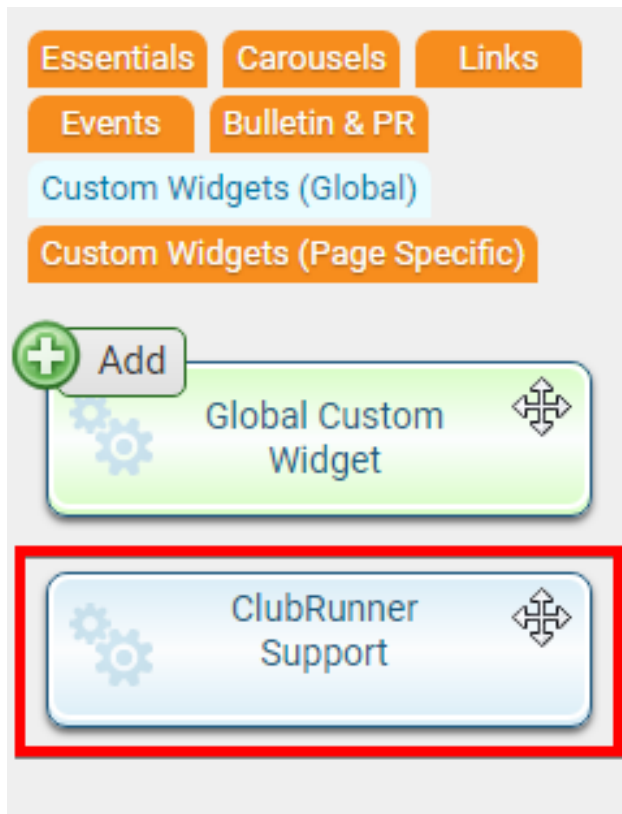 Essentials Carousels Links
Events Bulletin & PR
Custom Widgets (Global)
Custom Widgets (Page Specific)
Add
Global Custom
Widget
ClubRunner
Support